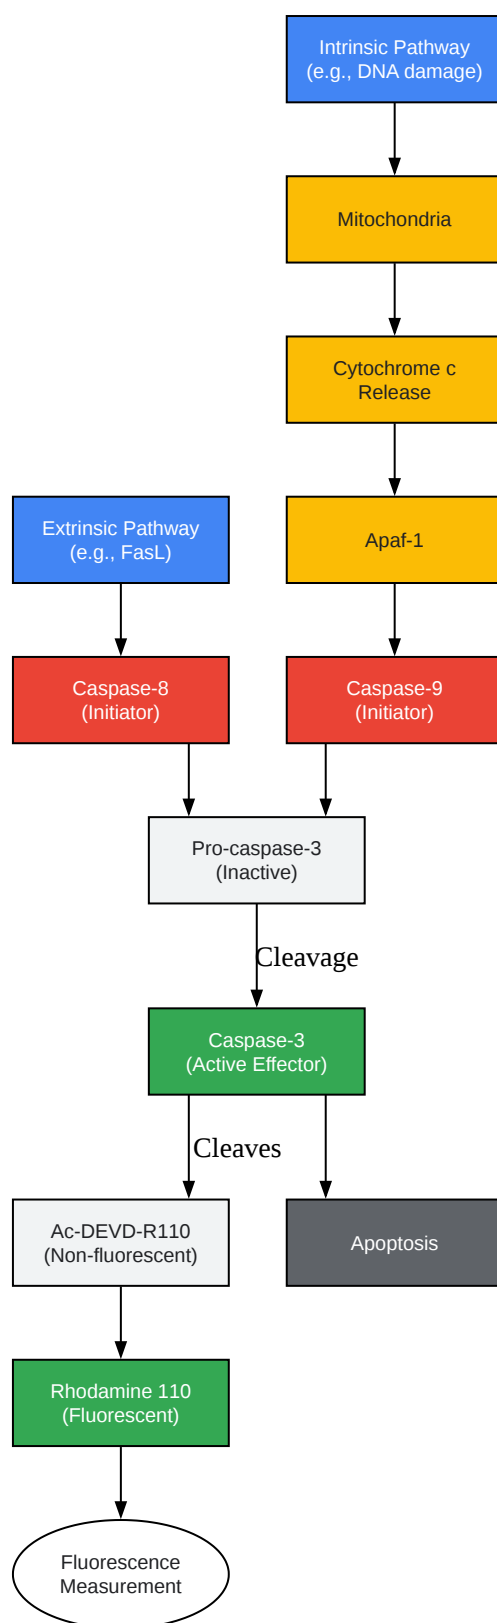 Intrinsic Pathway
(e.g., DNA damage)
Mitochondria
Cytochrome c
Release
Extrinsic Pathway
(e.g., FasL)
Apaf-1
Caspase-8
(Initiator)
Caspase-9
(Initiator)
Pro-caspase-3
(Inactive)
Cleavage
Caspase-3
(Active Effector)
Cleaves
Ac-DEVD-R110
(Non-fluorescent)
Apoptosis
Rhodamine 110
(Fluorescent)
Fluorescence
Measurement